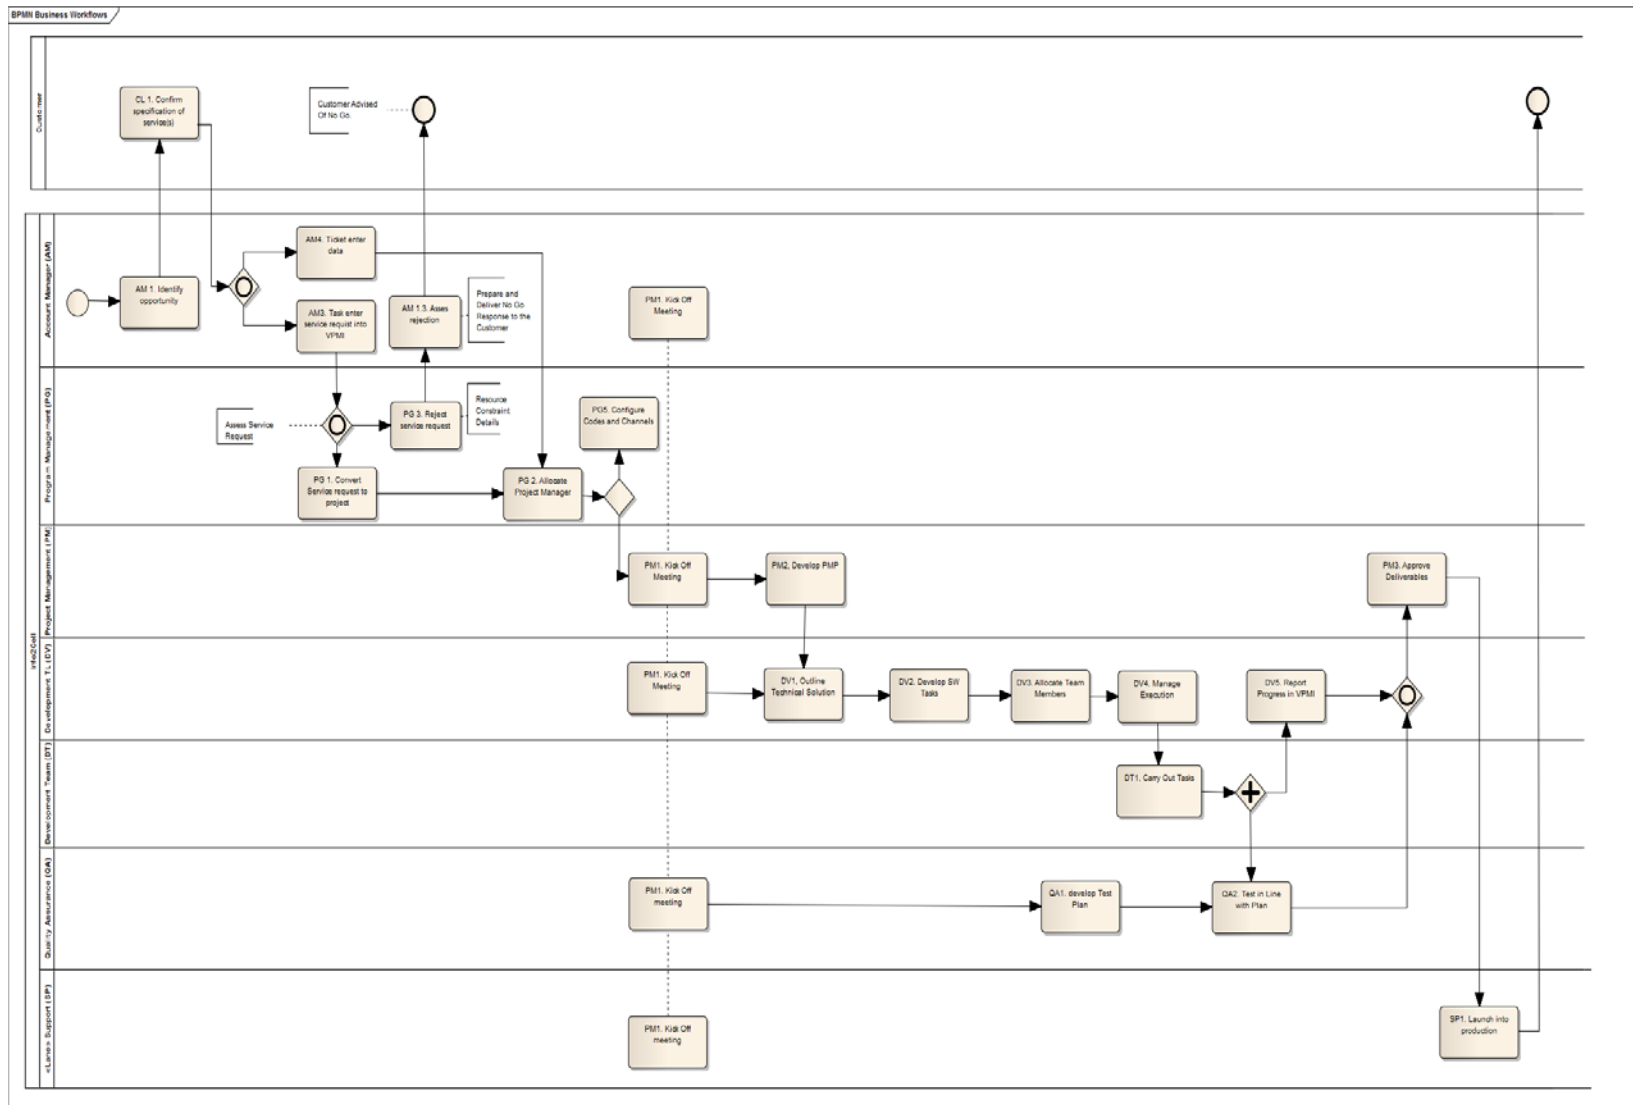 BPMN Business Workflows
Customer
CL 1. Confirm
specification of
service(s)
Customer Advised
Of No Go.
Info2Cell
Account Manager (AM)
AM 1. Identify
opportunity
AM4. Ticket enter
data
AM3. Task enter
service requist into
VPMI
AM 1.3. Asses
rejection
Prepare and
Deliver No Go
Response to the
Customer
PM1. Kick Off
Meeting
Program Management (PG)
Assess Service
Request
PG 3. Reject
service request
Resource
Constraint
Details
PG5. Configure
Codes and Channels
PG 1. Convert
Service request to
project
PG 2. Allocate
Project Manager
Project Management (PM
PM1. Kick Off
Meeting
PM2, Develop PMP
PM3. Approve
Deliverables
Development TL (DV)
PM1. Kick Off
Meeting
DV1, Outline
Technical Solution
DV2. Develop SW
Tasks
DV3. Allocate Team
Members
DV4. Manage
Execution
DV5. Report
Progress in VPMI
Development Team (DT)
DT1. Carry Out Tasks
Quality Assurance (QA)
PM1. Kick Off
meeting
QA1. develop Test
Plan
QA2. Test in Line
with Plan
<Lane> Support (SP)
PM1. Kick Off
meeting
SP1. Launch into
production